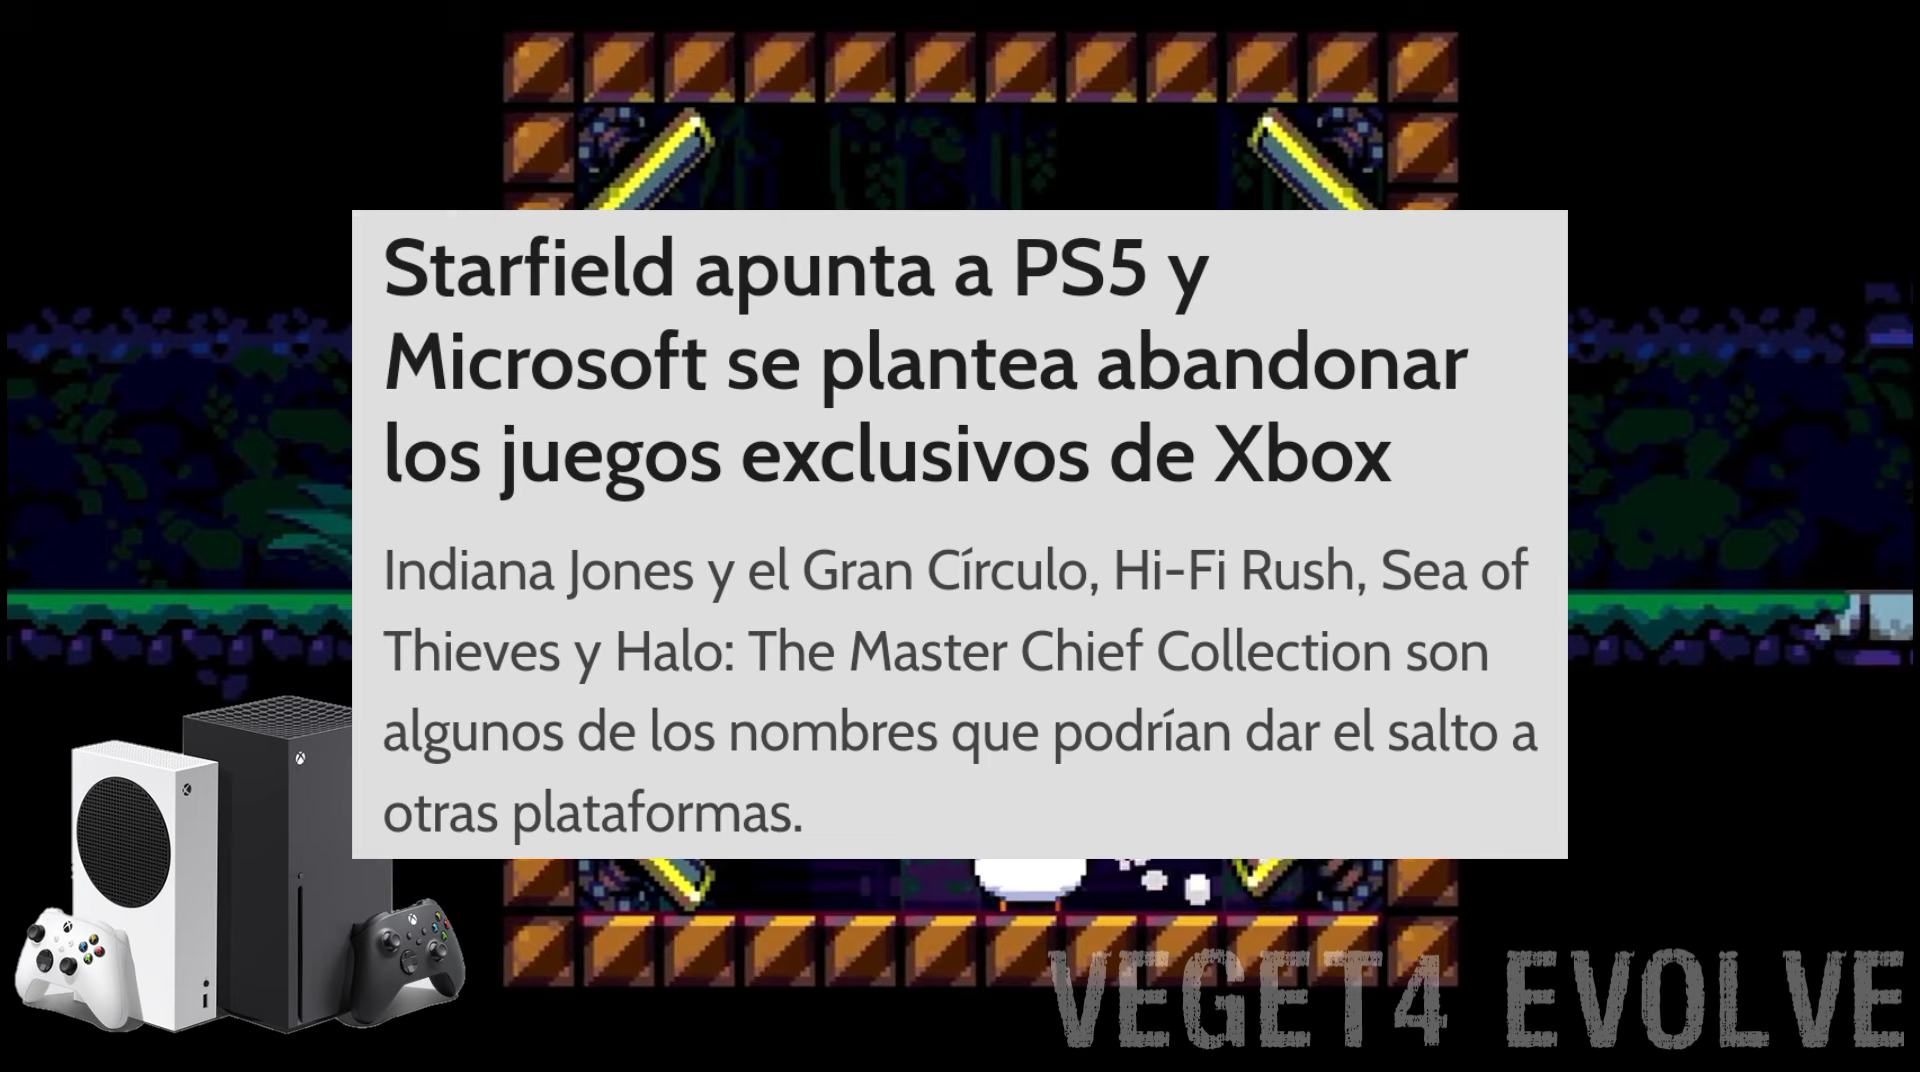 Starfield apunta a PS5 y
Microsoft se plantea abandonar
los juegos exclusivos de Xbox
Indiana Jones y el Gran Círculo, Hi-Fi Rush, Sea of
Thieves y Halo: The Master Chief Collection son
algunos de los nombres que podrían dar el salto a
otras plataformas.
VEGET4 EVOLVE